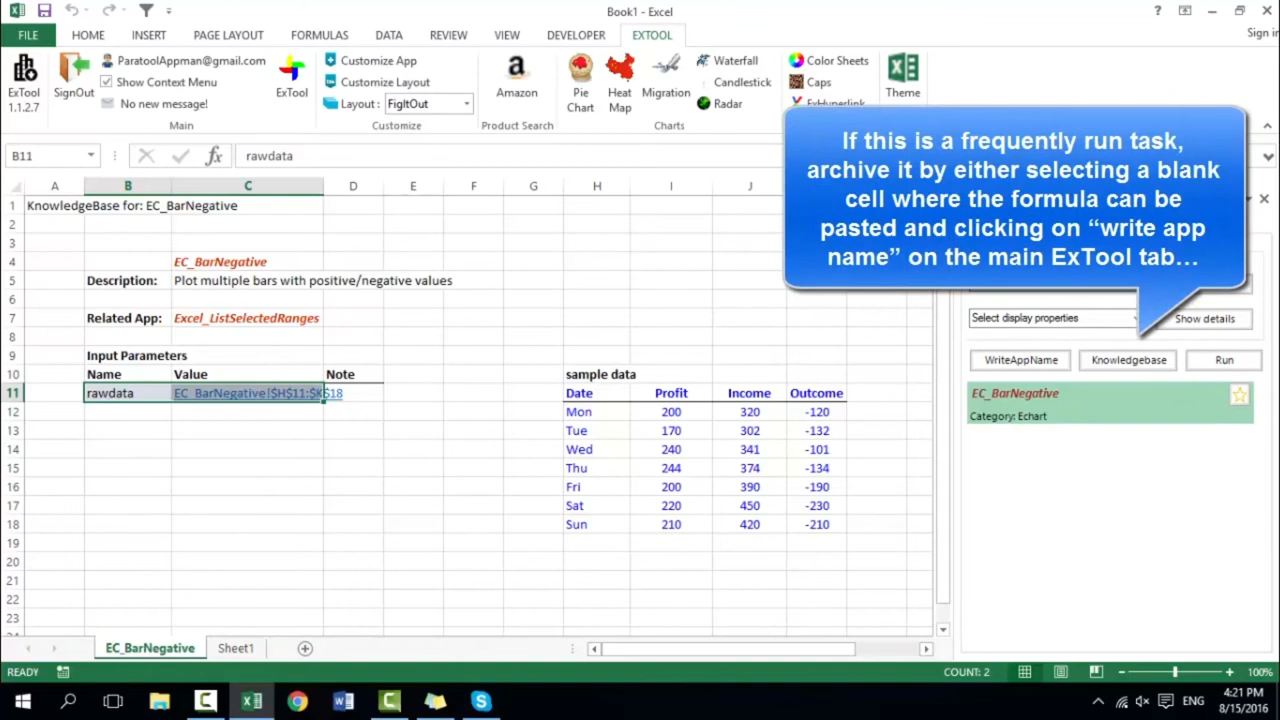 Book1 - Excel
?
FILE HOME INSERT PAGE LAYOUT FORMULAS DATA REVIEW VIEW DEVELOPER EXTOOL
Sign in
ExTool
1.1.2.7
SignOut
ParatoolAppman@gmail.com
Show Context Menu
No new message!
Main
ExTool
Customize App
Customize Layout
Layout : FigItOut
Customize
Amazon
Product Search
Pie
Chart
Heat
Map
Migration
Waterfall
Candlestick
Radar
Charts
Color Sheets
Caps
ExHyperlink
Theme
If this is a frequently run task,
archive it by either selecting a blank
cell where the formula can be
pasted and clicking on “write app
name” on the main ExTool tab…
B11 fx rawdata
A B C D E F G H I J
1 KnowledgeBase for: EC_BarNegative
2
3
4 EC_BarNegative
5 Description: Plot multiple bars with positive/negative values
6
7 Related App: Excel_ListSelectedRanges
8
9 Input Parameters
10 Name Value Note sample data
11 rawdata EC_BarNegative!$H$11:$K$18 Date Profit Income Outcome
12 Mon 200 320 -120
13 Tue 170 302 -132
14 Wed 240 341 -101
15 Thu 244 374 -134
16 Fri 200 390 -190
17 Sat 220 450 -230
18 Sun 210 420 -210
19
20
21
22
23
Select display properties Show details
WriteAppName Knowledgebase Run
EC_BarNegative
Category: Echart
EC_BarNegative Sheet1
READY COUNT: 2 100%
ENG
4:21 PM
8/15/2016